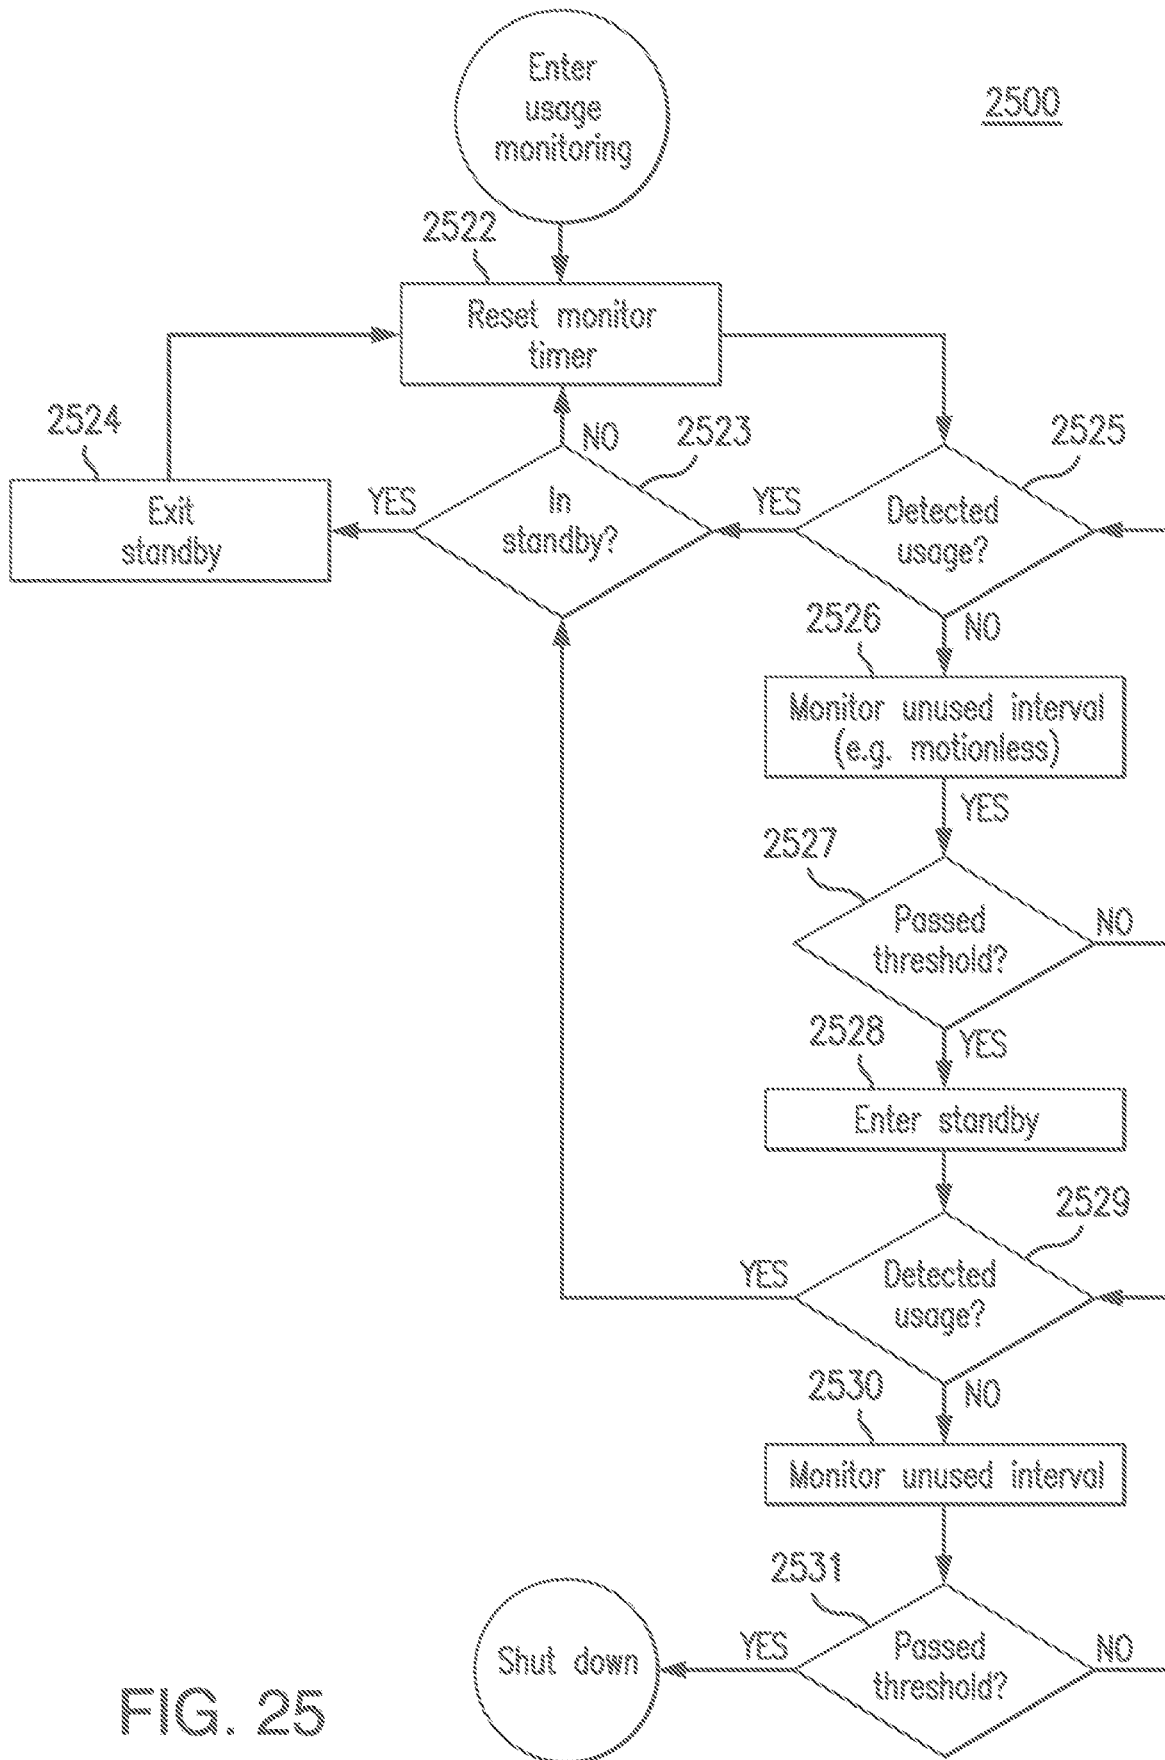 Enter
usage
monitoring
2500
2522
Reset monitor
timer
2524
Exit
standby
YES
NO
2523
In
standby?
YES
2525
Detected
usage?
NO
2526
Monitor unused interval
(e.g. motionless)
YES
2527
Passed
threshold?
NO
YES
2528
Enter standby
2529
Detected
usage?
YES
NO
2530
Monitor unused interval
2531
Passed
threshold?
YES
NO
Shut down
FIG. 25